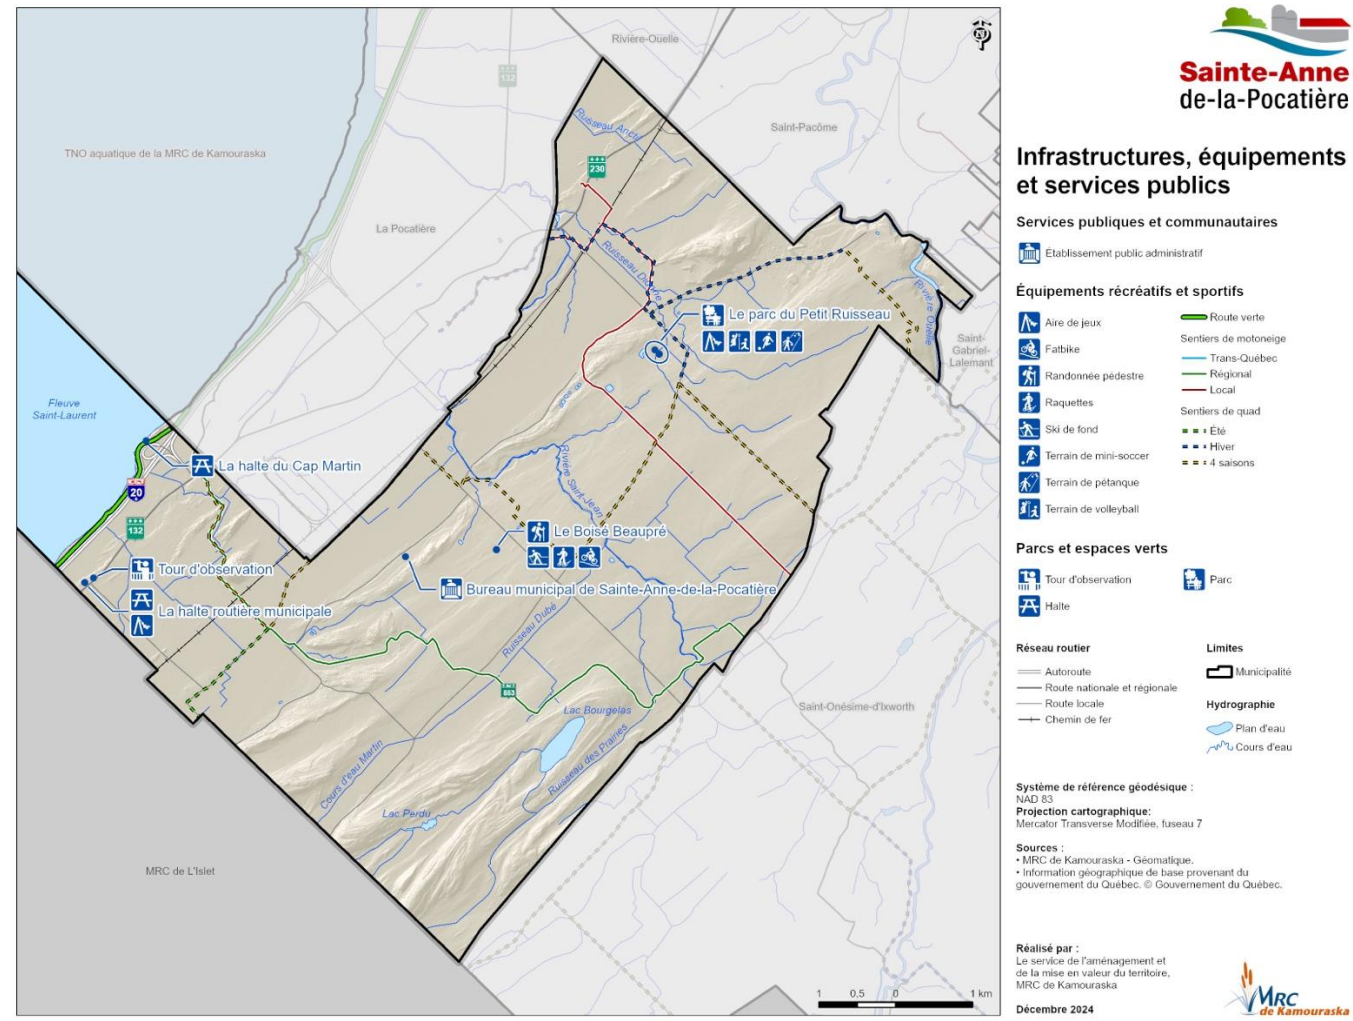 Rivière-Ouelle
132
Saint-Pacôme
TNO aquatique de la MRC de Kamouraska
La Pocatière
Ruisseau Anctil
230
Ruisseau Dionne
Rivière Ouelle
Le parc du Petit Ruisseau
Saint-
Gabriel-
Lalemant
Fleuve
Saint-Laurent
La halte du Cap Martin
20
132
Rivière Saint-Jean
Le Boisé Beaupré
Tour d'observation
Bureau municipal de Sainte-Anne-de-la-Pocatière
La halte routière municipale
Ruisseau Dubé
Lac Bourgelas
Saint-Onésime-d'Ixworth
Ruisseau des Prairies
Cours d'eau Martin
Lac Perdu
MRC de L'Islet
1 0.5 0 1 km
Sainte-Anne
de-la-Pocatière
Infrastructures, équipements
et services publics
Services publiques et communautaires
Établissement public administratif
Équipements récréatifs et sportifs
Aire de jeux
Fatbike
Randonnée pédestre
Raquettes
Ski de fond
Terrain de mini-soccer
Terrain de pétanque
Terrain de volleyball
Route verte
Sentiers de motoneige
Trans-Québec
Régional
Local
Sentiers de quad
Été
Hiver
4 saisons
Parcs et espaces verts
Tour d'observation
Halte
Parc
Réseau routier
Autoroute
Route nationale et régionale
Route locale
Chemin de fer
Limites
Municipalité
Hydrographie
Plan d'eau
Cours d'eau
Système de référence géodésique :
NAD 83
Projection cartographique:
Mercator Transverse Modifiée, fuseau 7
Sources :
• MRC de Kamouraska - Géomatique.
• Information géographique de base provenant du
gouvernement du Québec. © Gouvernement du Québec.
Réalisé par :
Le service de l'aménagement et
de la mise en valeur du territoire,
MRC de Kamouraska
Décembre 2024
MRC
de Kamouraska